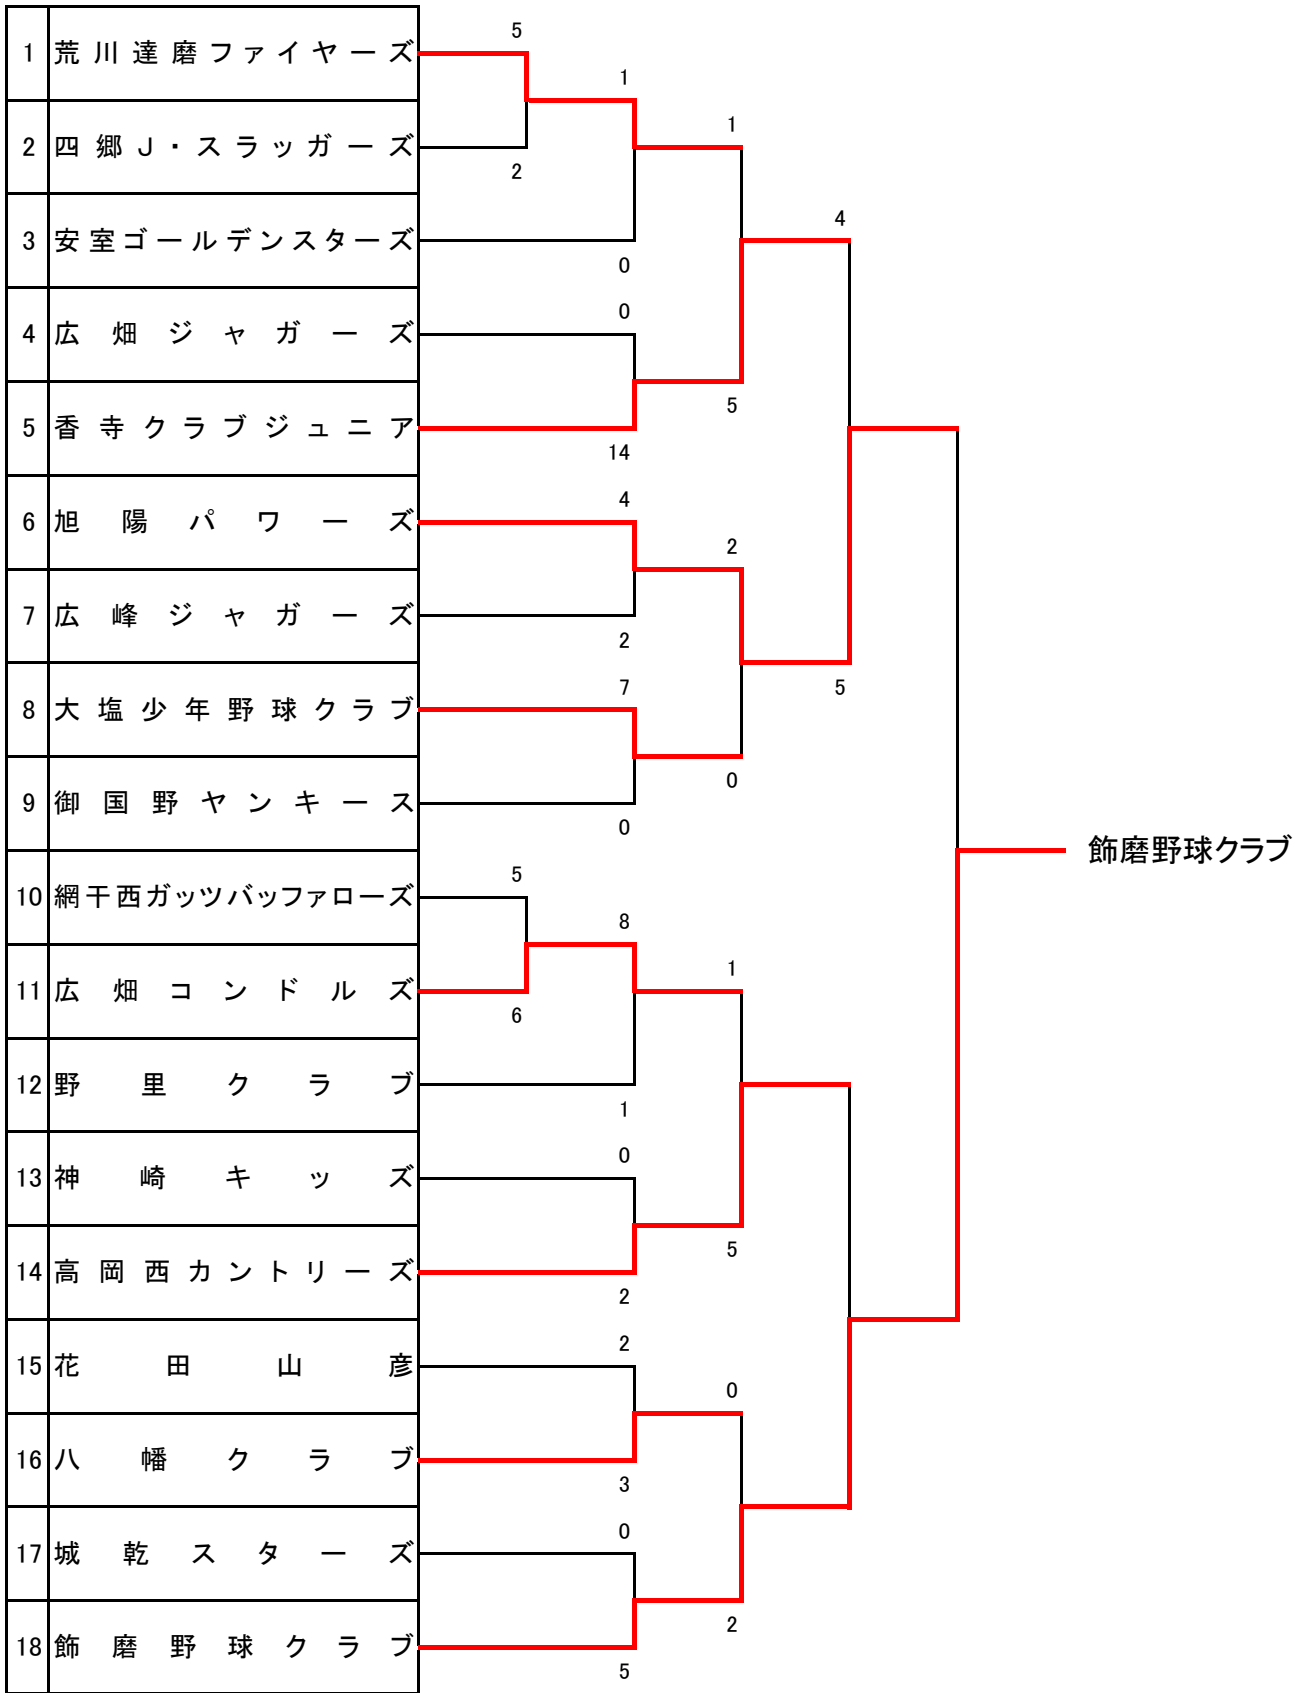 1 荒川達磨ファイヤーズ
2 四郷J・スラッガーズ
3 安室ゴールデンスターズ
4 広畑ジャガーズ
5 香寺クラブジュニア
6 旭陽パワーズ
7 広峰ジャガーズ
8 大塩少年野球クラブ
9 御国野ヤンキース
10 網干西ガッツバッファローズ
11 広畑コンドルズ
12 野里クラブ
13 神崎キッズ
14 高岡西カントリーズ
15 花田山彦
16 八幡クラブ
17 城乾スターズ
18 飾磨野球クラブ
5
2
5
6
1
0
0
14
4
2
7
0
8
1
0
2
2
3
0
5
1
5
2
0
1
5
0
2
4
5
飾磨野球クラブ